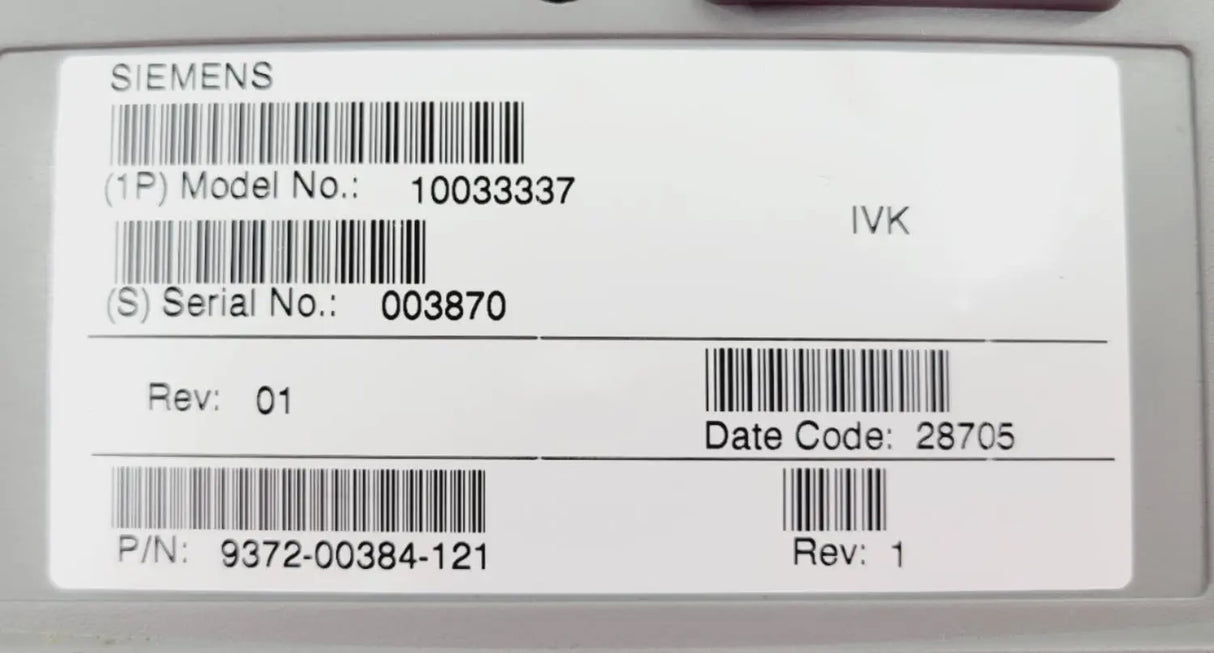 SIEMENS
(1P) Model No.: 10033337
IVK
(S) Serial No.: 003870
Rev: 01
Date Code: 28705
P/N: 9372-00384-121
Rev: 1